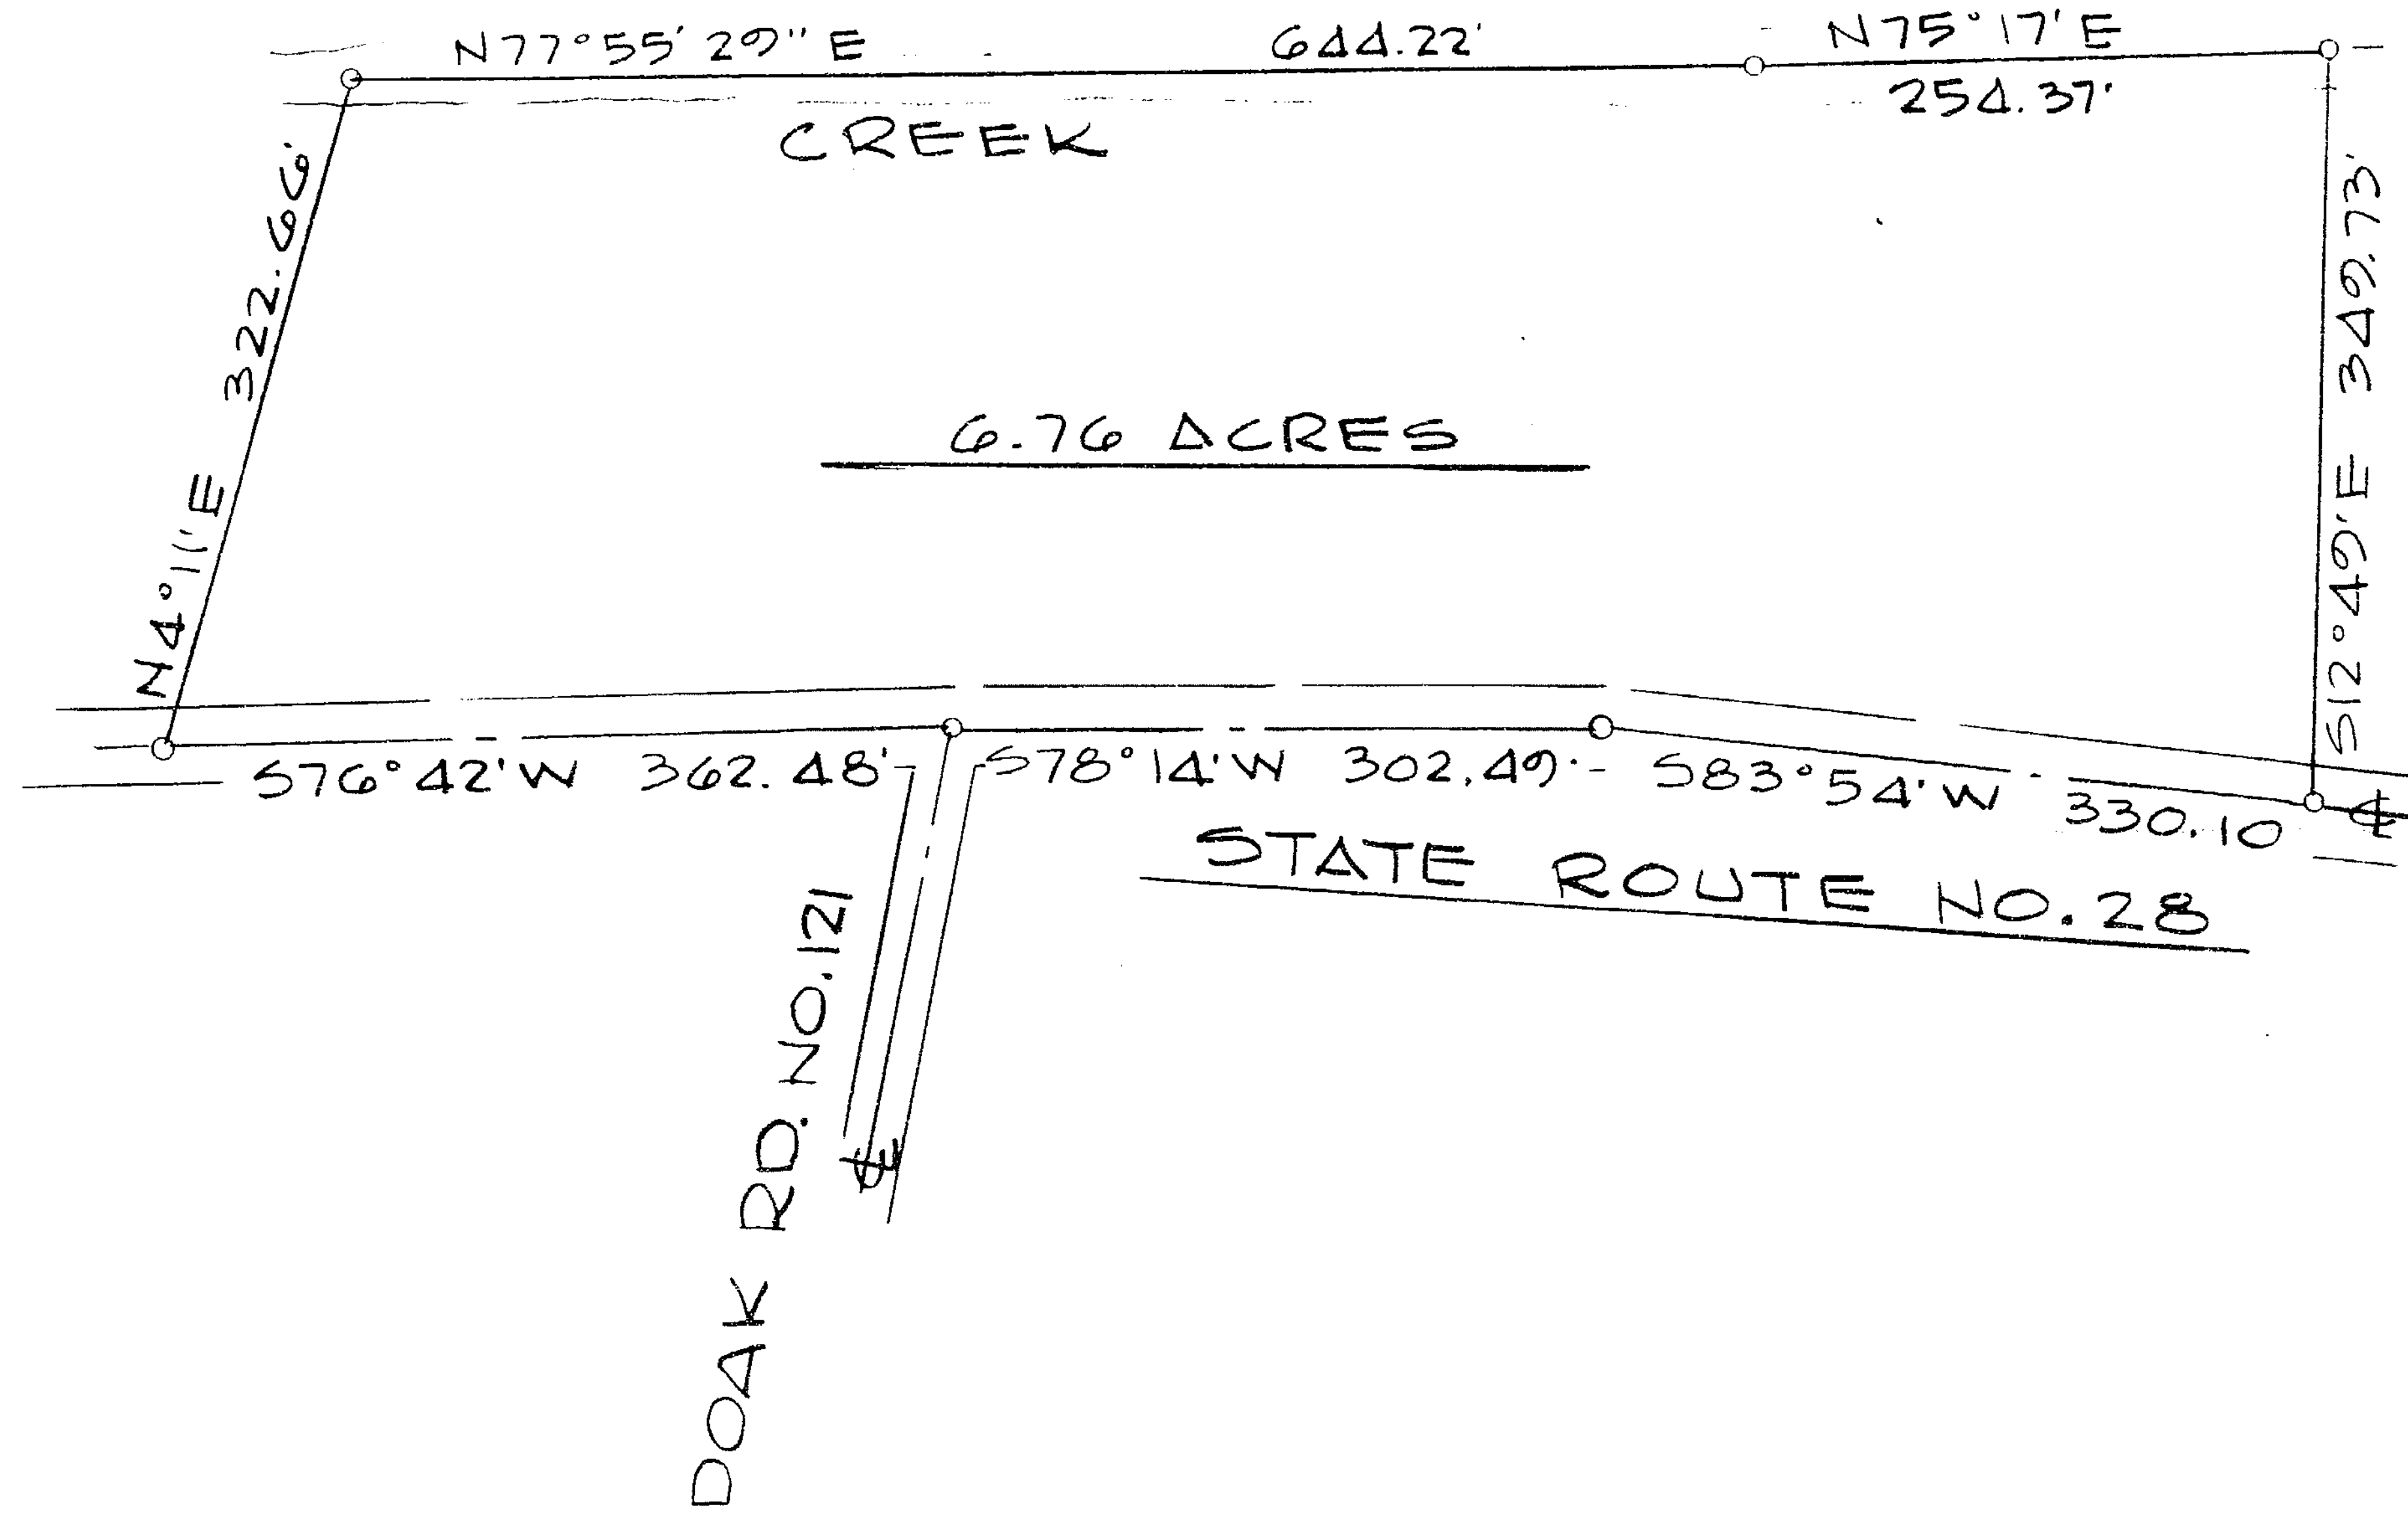 N77°55'29" E 644.22' N75°17'E
254.37'
CREEK
N4°11'E 322.66'
6.76 ACRES
S12°49'E 349.73'
S76°42'W 362.48' S78°14'W 302.49' S83°54'W 330.10
℄
STATE ROUTE NO.28
DOAK RD. NO.121
℄